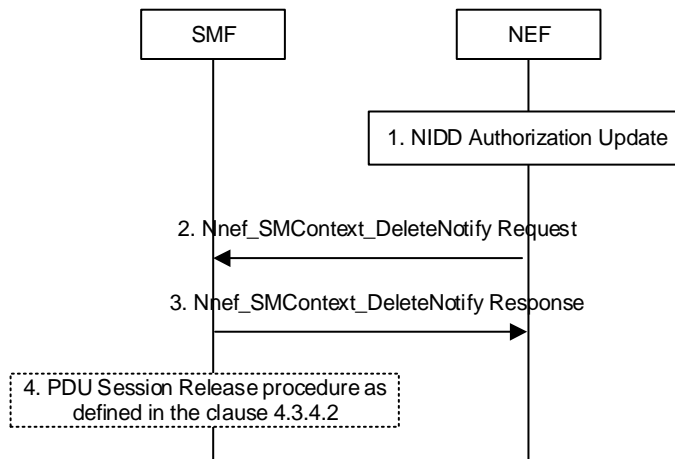 SMF
NEF
1. NIDD Authorization Update
2. Nnef_SMContext_DeleteNotify Request
3. Nnef_SMContext_DeleteNotify Response
4. PDU Session Release procedure as
defined in the clause 4.3.4.2